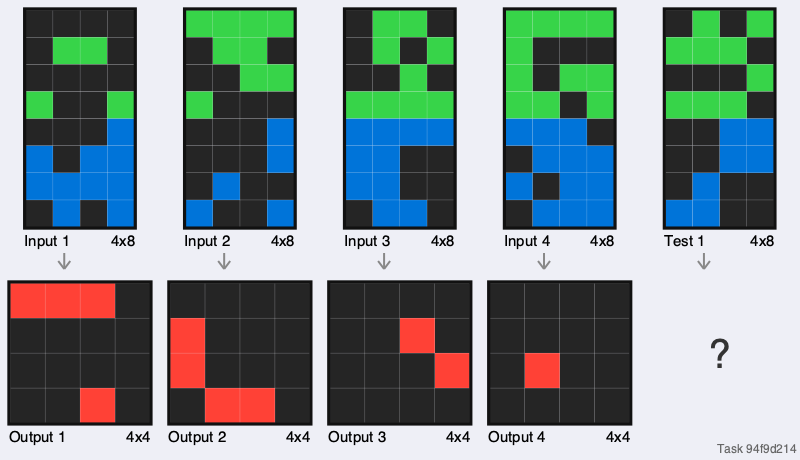 Input 1 4x8 Input 2 4x8 Input 3 4x8 Input 4 4x8 Test 1 4x8
?
Output 1 4x4 Output 2 4x4 Output 3 4x4 Output 4 4x4
Task 94f9d214